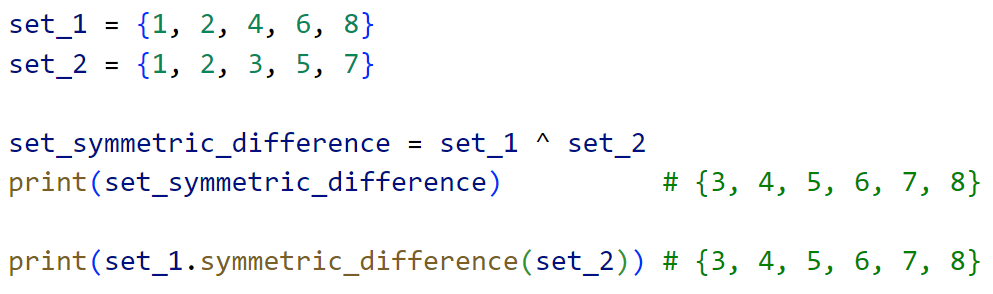 set_1 = {1, 2, 4, 6, 8}
set_2 = {1, 2, 3, 5, 7}
set_symmetric_difference = set_1 ^ set_2
print(set_symmetric_difference)          # {3, 4, 5, 6, 7, 8}
print(set_1.symmetric_difference(set_2)) # {3, 4, 5, 6, 7, 8}